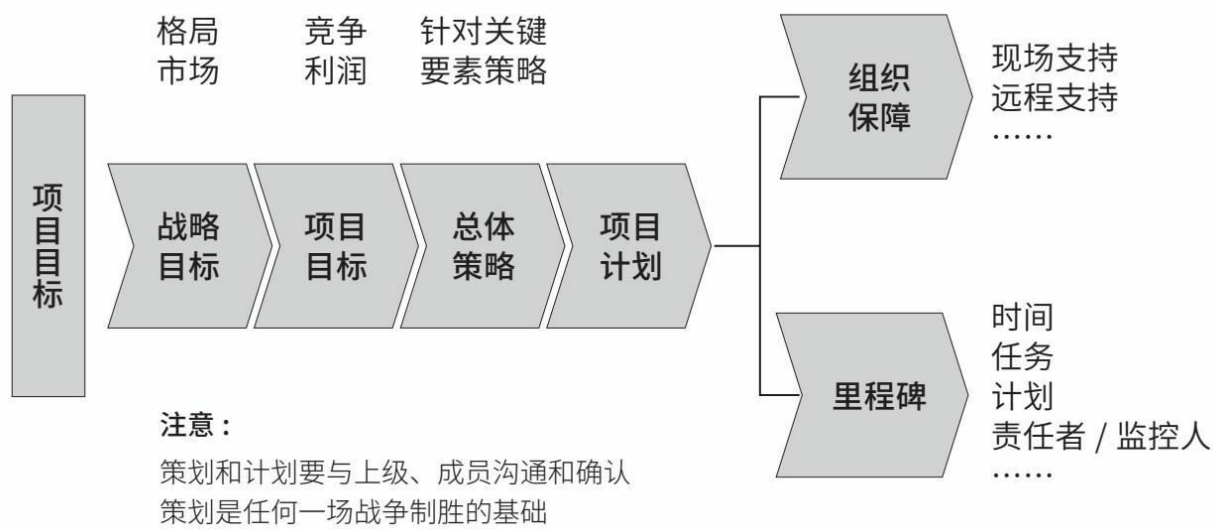 格局
市场
竞争
利润
针对关键
要素策略
项目目标
战略
目标
项目
目标
总体
策略
项目
计划
组织
保障
现场支持
远程支持
……
里程碑
时间
任务
计划
责任者 / 监控人
……
注意：
策划和计划要与上级、成员沟通和确认
策划是任何一场战争制胜的基础